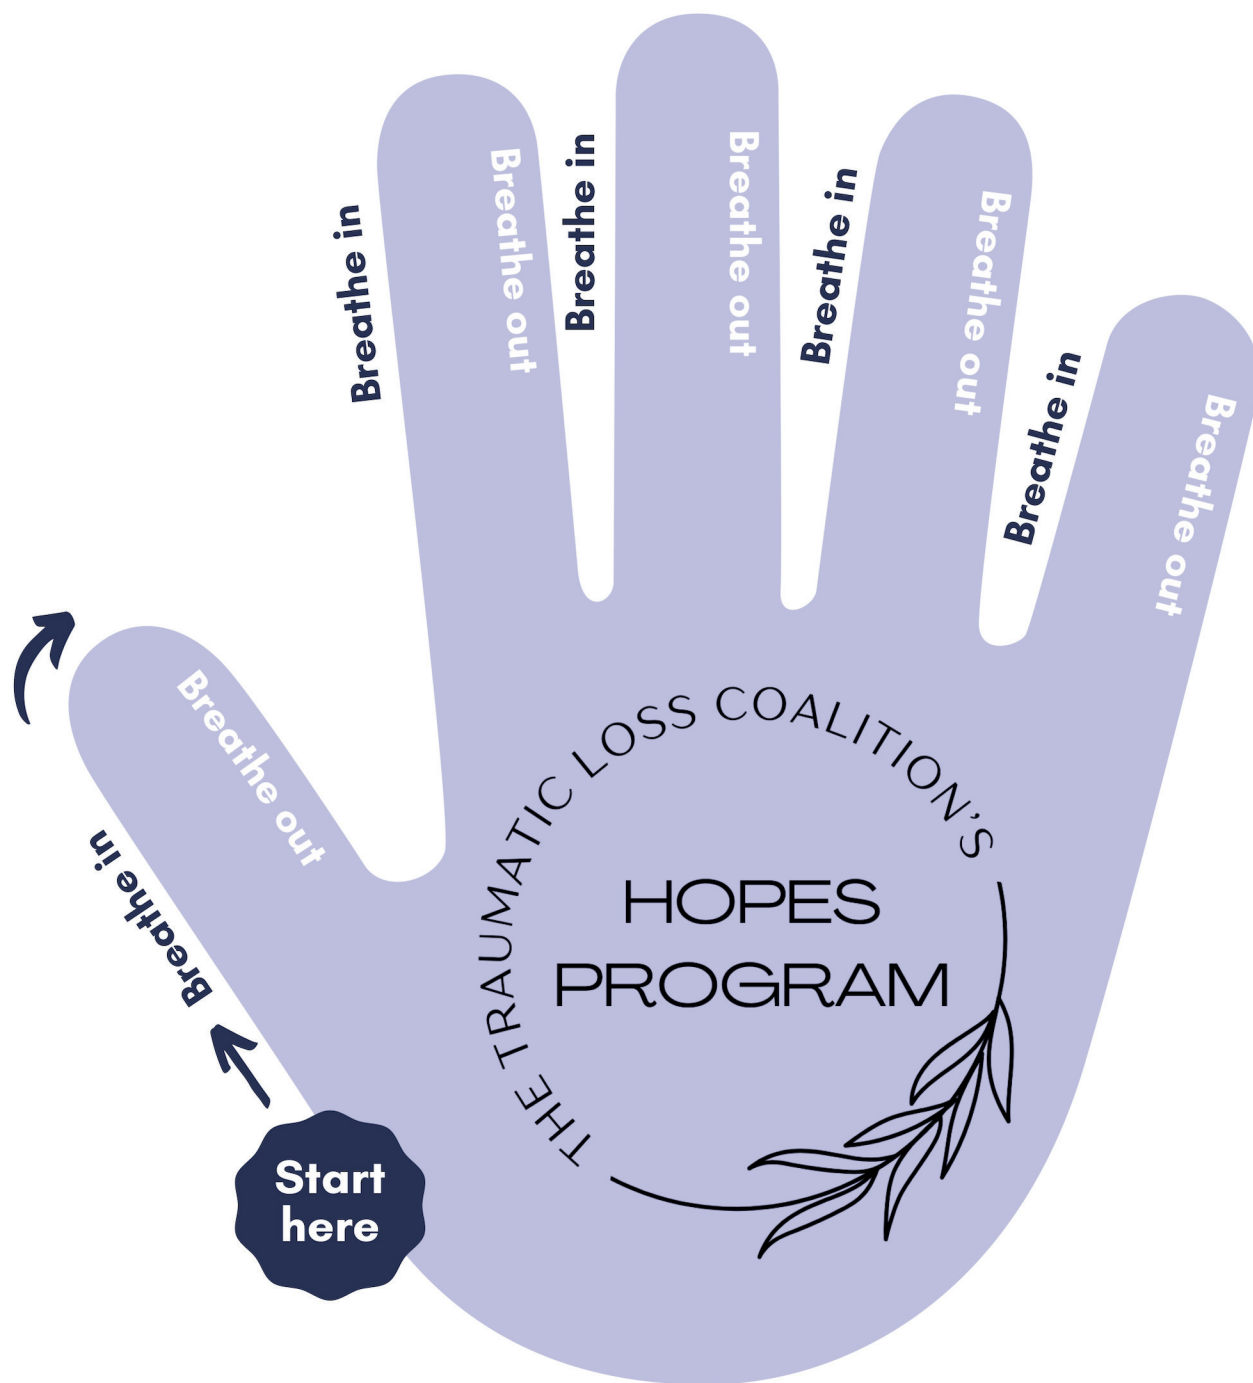 Start
here
Breathe in
Breathe out
Breathe in
Breathe out
Breathe in
Breathe out
Breathe in
Breathe out
Breathe in
Breathe out
THE TRAUMATIC LOSS COALITION'S
HOPES
PROGRAM